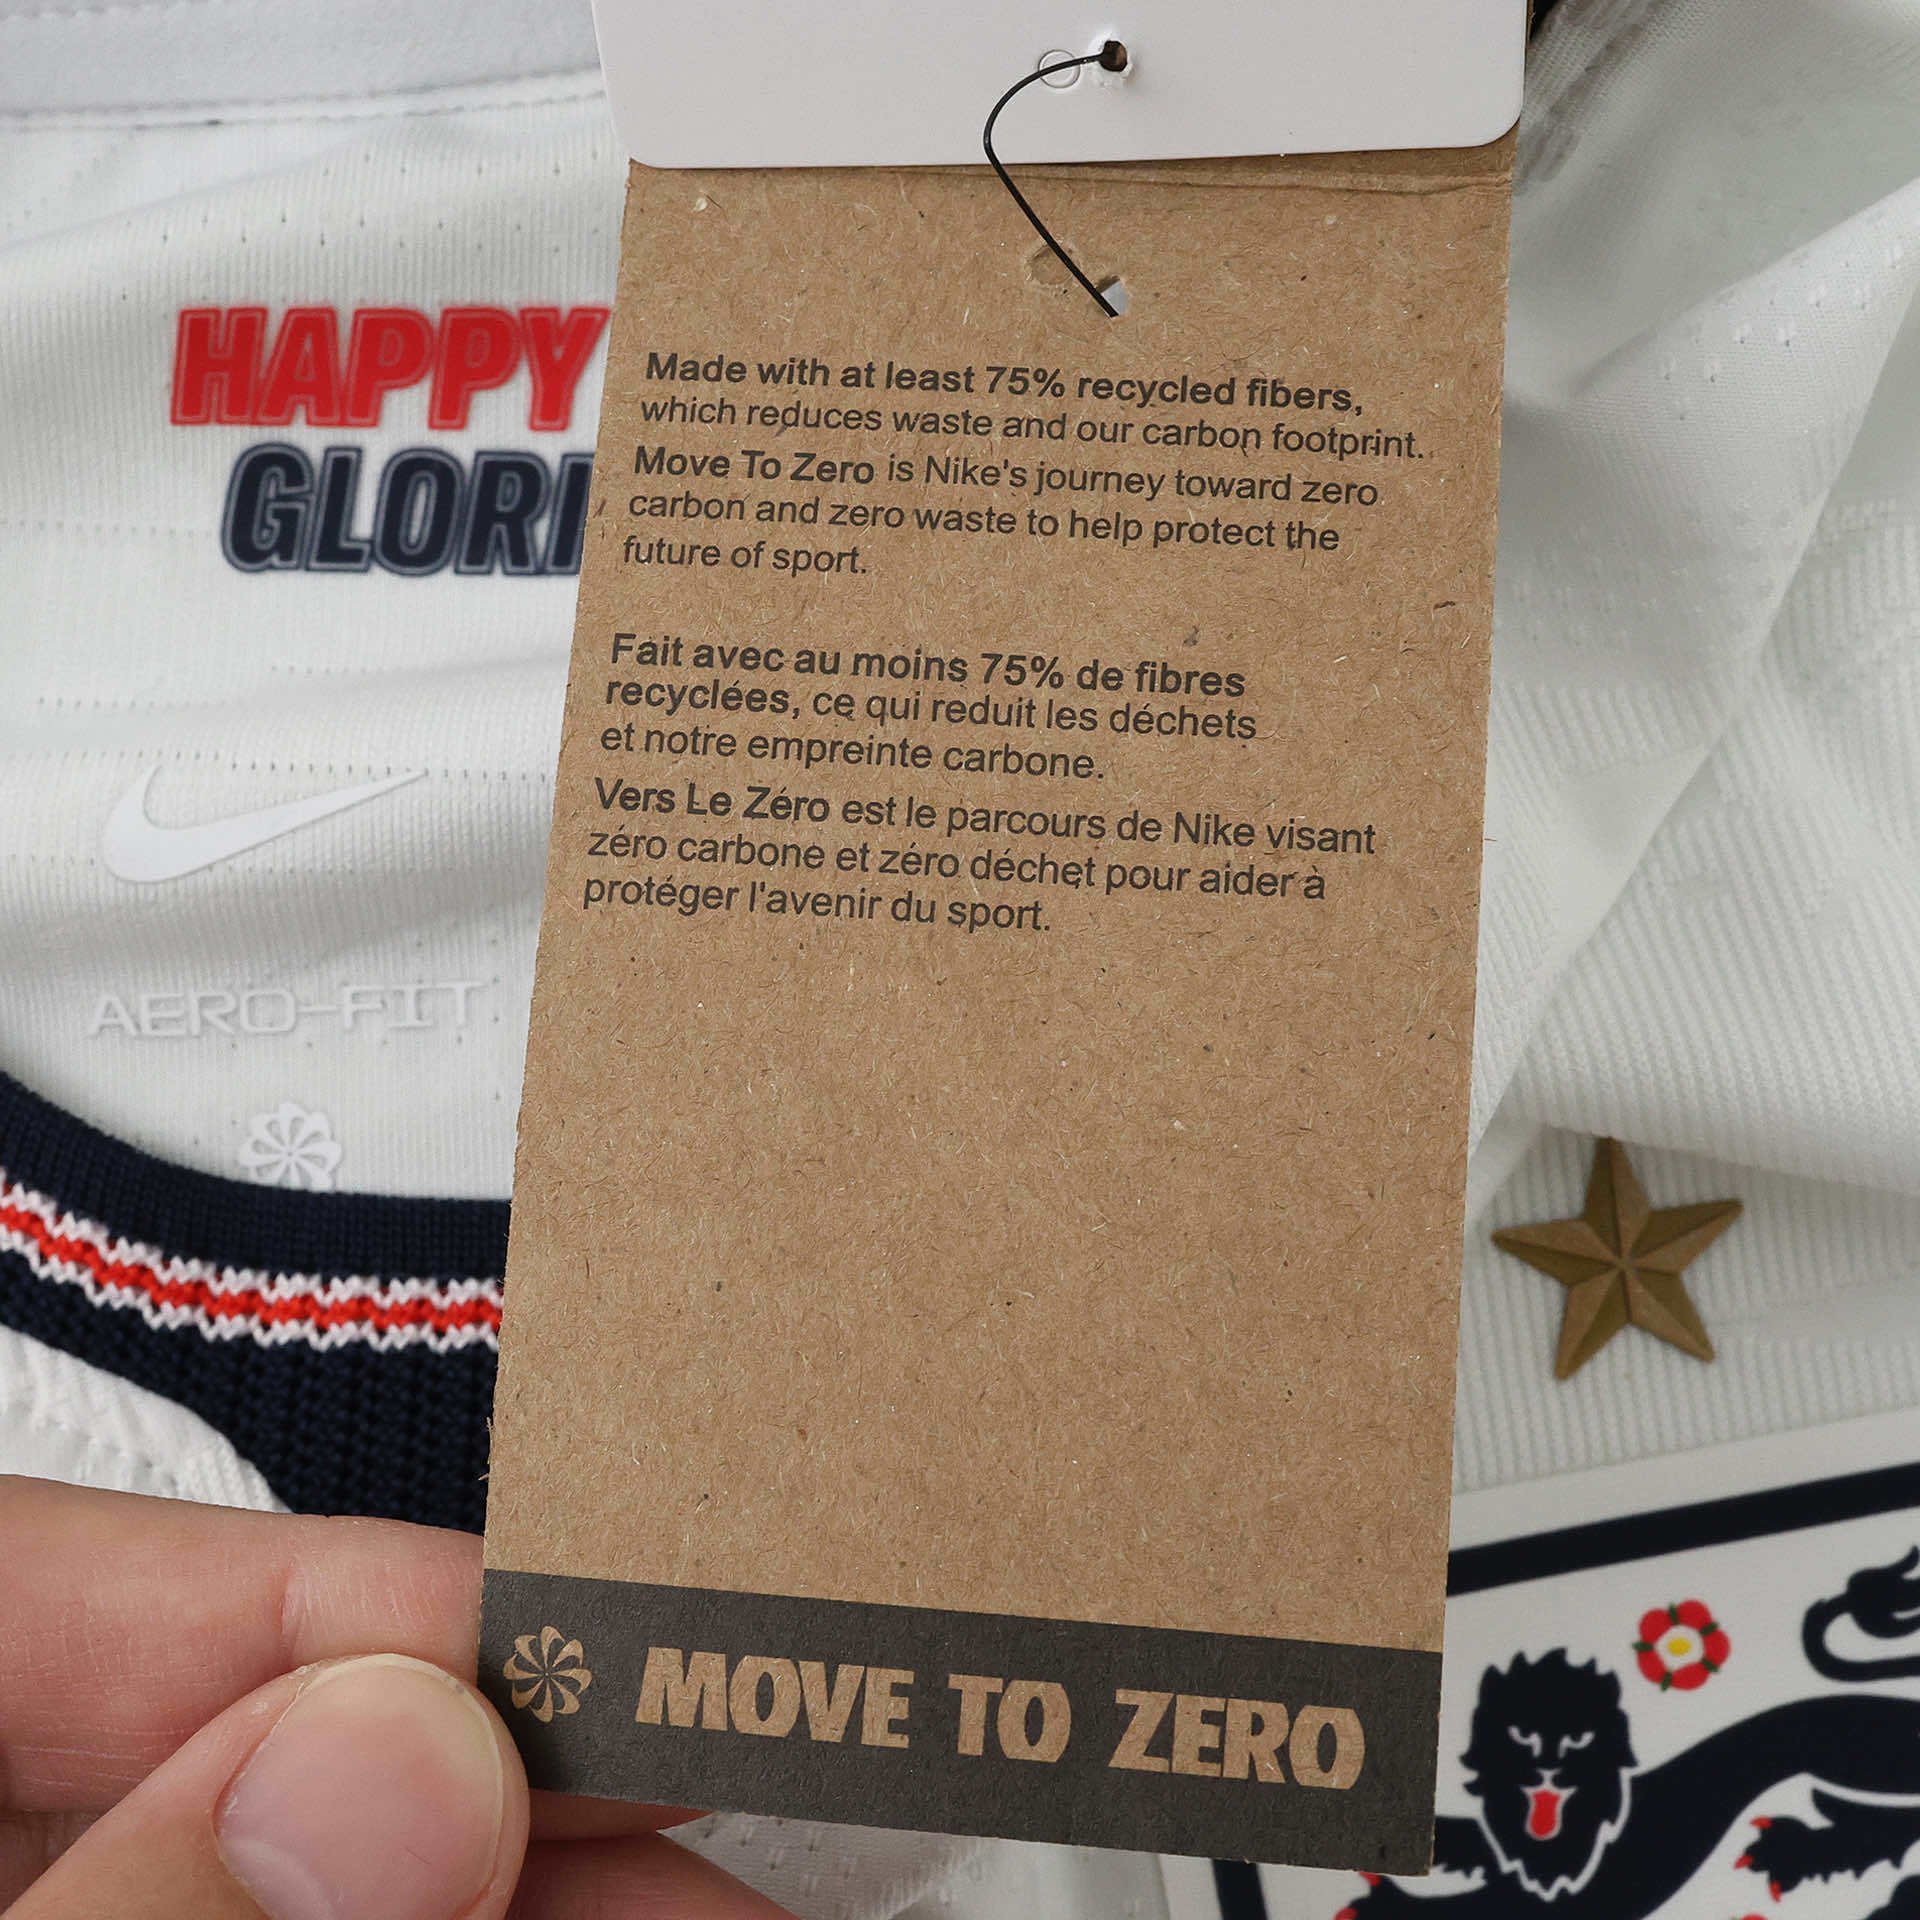 HAPPY
GLORI
AERO-FIT
Made with at least 75% recycled fibers,
which reduces waste and our carbon footprint.
Move To Zero is Nike's journey toward zero
carbon and zero waste to help protect the
future of sport.
Fait avec au moins 75% de fibres
recyclées, ce qui reduit les déchets
et notre empreinte carbone.
Vers Le Zéro est le parcours de Nike visant
zéro carbone et zéro déchet pour aider à
protéger l'avenir du sport.
MOVE TO ZERO